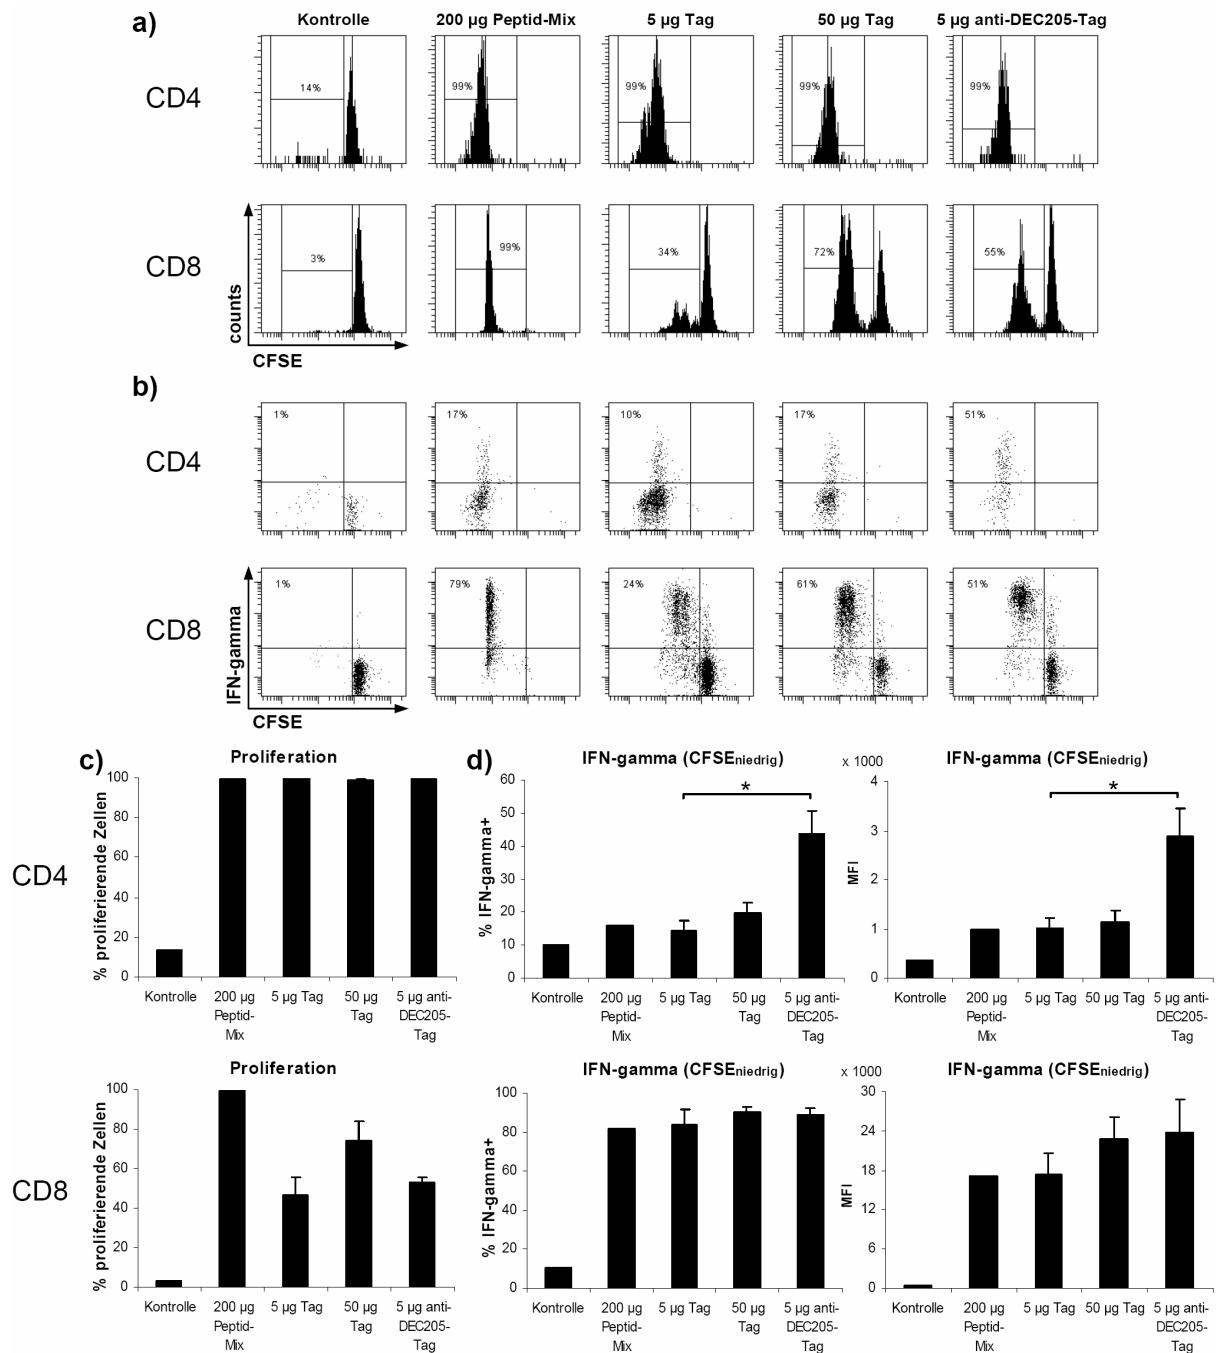 a)
Kontrolle 200 µg Peptid-Mix 5 µg Tag 50 µg Tag 5 µg anti-DEC205-Tag
CD4
14% 99% 99% 99% 99%
CD8
3% 99% 34% 72% 55%
counts
CFSE
b)
CD4
1% 17% 10% 17% 51%
CD8
1% 79% 24% 61% 51%
IFN-gamma
CFSE
c)
Proliferation
CD4
% proliferierende Zellen
100
80
60
40
20
0
Kontrolle 200 µg 5 µg Tag 50 µg 5 µg anti-
Peptid- Tag DEC205-
Mix Tag
d)
IFN-gamma (CFSEniedrig)
% IFN-gamma+
60
50
40
30
20
10
0
*
Kontrolle 200 µg 5 µg Tag 50 µg 5 µg anti-
Peptid- Tag DEC205-
Mix Tag
x 1000
IFN-gamma (CFSEniedrig)
MFI
4
3
2
1
0
*
Kontrolle 200 µg 5 µg Tag 50 µg Tag 5 µg anti-
Peptid- DEC205-
Mix Tag
Proliferation
CD8
% proliferierende Zellen
100
80
60
40
20
0
Kontrolle 200 µg 5 µg Tag 50 µg 5 µg anti-
Peptid- Tag DEC205-
Mix Tag
IFN-gamma (CFSEniedrig)
% IFN-gamma+
100
80
60
40
20
0
Kontrolle 200 µg 5 µg Tag 50 µg 5 µg anti-
Peptid- Tag DEC205-
Mix Tag
x 1000
IFN-gamma (CFSEniedrig)
MFI
30
24
18
12
6
0
Kontrolle 200 µg 5 µg Tag 50 µg Tag 5 µg anti-
Peptid- DEC205-
Mix Tag